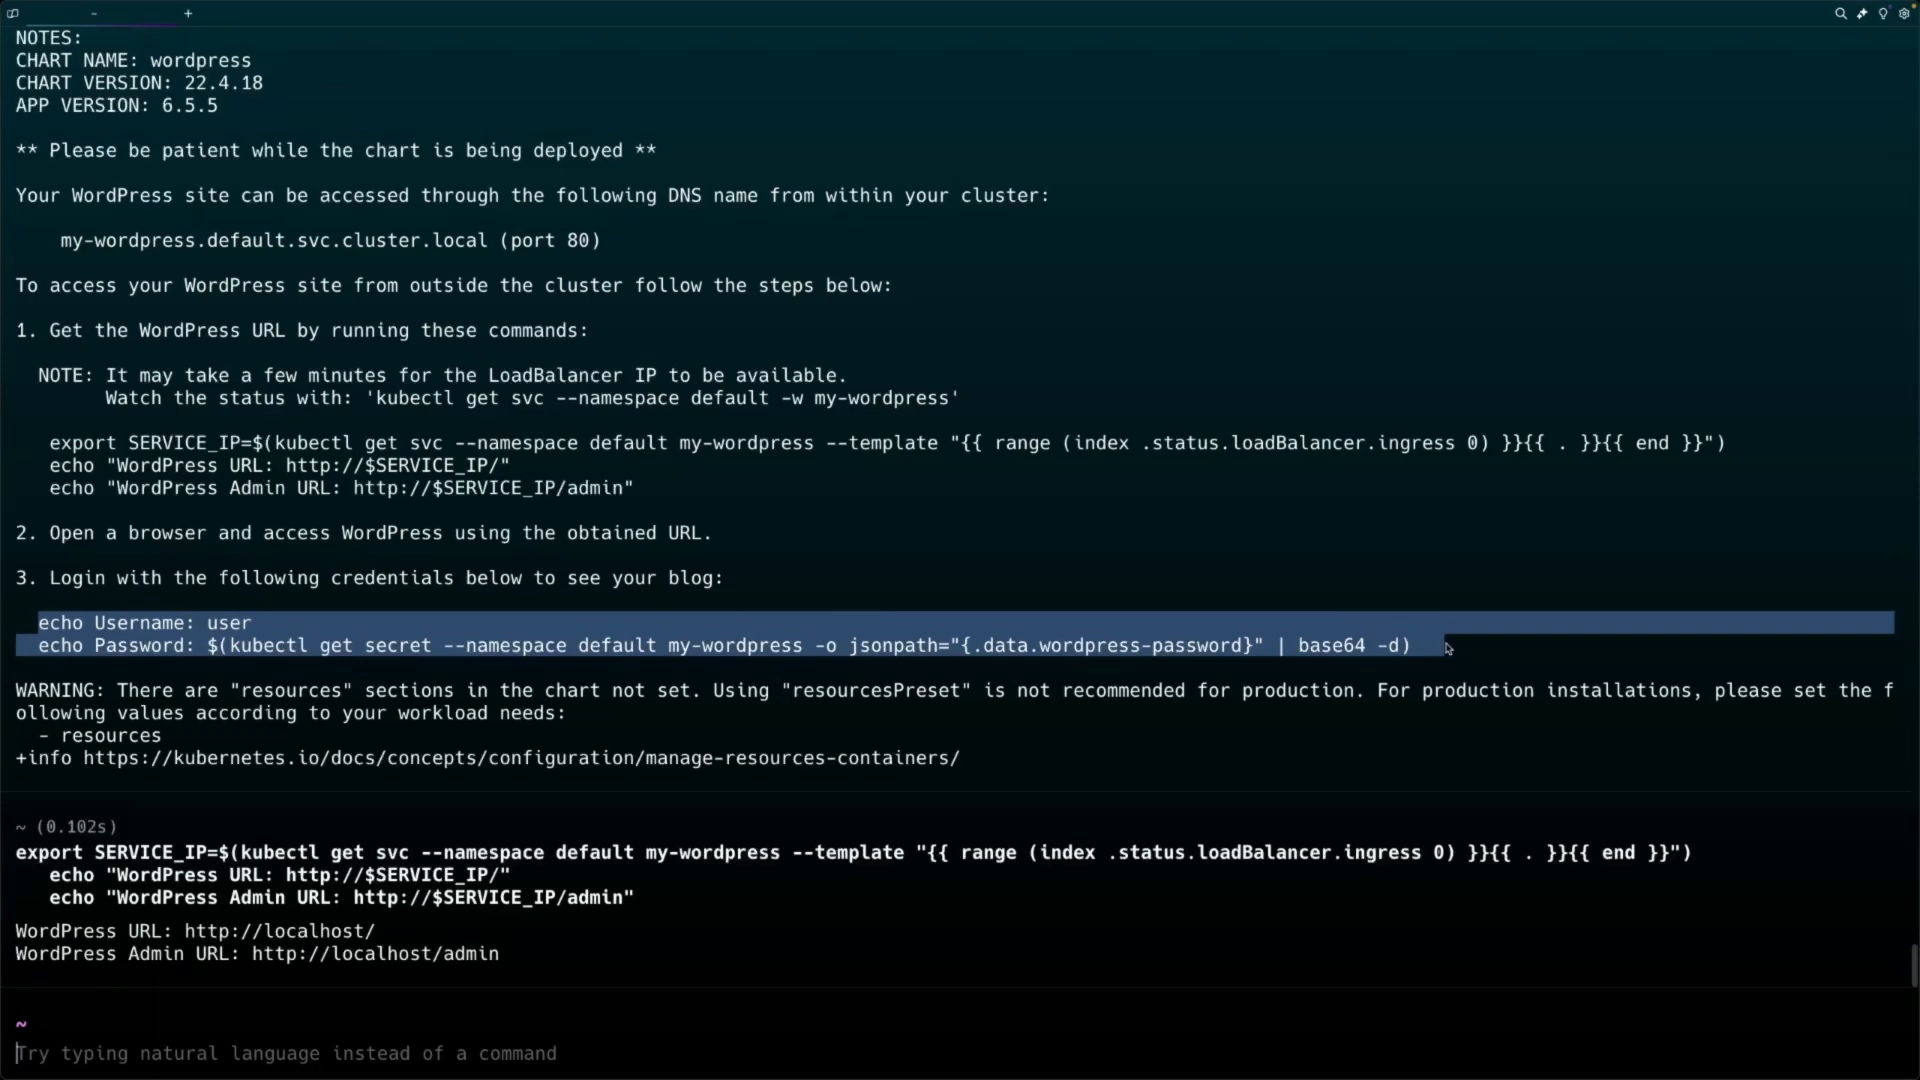 ~ +
NOTES:
CHART NAME: wordpress
CHART VERSION: 22.4.18
APP VERSION: 6.5.5
** Please be patient while the chart is being deployed **
Your WordPress site can be accessed through the following DNS name from within your cluster:
my-wordpress.default.svc.cluster.local (port 80)
To access your WordPress site from outside the cluster follow the steps below:
1. Get the WordPress URL by running these commands:
NOTE: It may take a few minutes for the LoadBalancer IP to be available.
Watch the status with: 'kubectl get svc --namespace default -w my-wordpress'
export SERVICE_IP=$(kubectl get svc --namespace default my-wordpress --template "{{ range (index .status.loadBalancer.ingress 0) }}{{ . }}{{ end }}")
echo "WordPress URL: http://$SERVICE_IP/"
echo "WordPress Admin URL: http://$SERVICE_IP/admin"
2. Open a browser and access WordPress using the obtained URL.
3. Login with the following credentials below to see your blog:
echo Username: user
echo Password: $(kubectl get secret --namespace default my-wordpress -o jsonpath="{.data.wordpress-password}" | base64 -d)
WARNING: There are "resources" sections in the chart not set. Using "resourcesPreset" is not recommended for production. For production installations, please set the f
ollowing values according to your workload needs:
- resources
+info https://kubernetes.io/docs/concepts/configuration/manage-resources-containers/
~ (0.102s)
export SERVICE_IP=$(kubectl get svc --namespace default my-wordpress --template "{{ range (index .status.loadBalancer.ingress 0) }}{{ . }}{{ end }}")
echo "WordPress URL: http://$SERVICE_IP/"
echo "WordPress Admin URL: http://$SERVICE_IP/admin"
WordPress URL: http://localhost/
WordPress Admin URL: http://localhost/admin
~
Try typing natural language instead of a command